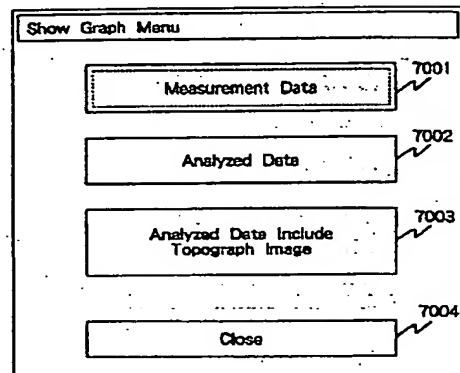 Show Graph Menu
7001
Measurement Data
7002
Analyzed Data
7003
Analyzed Data Include
Topograph Image
7004
Close